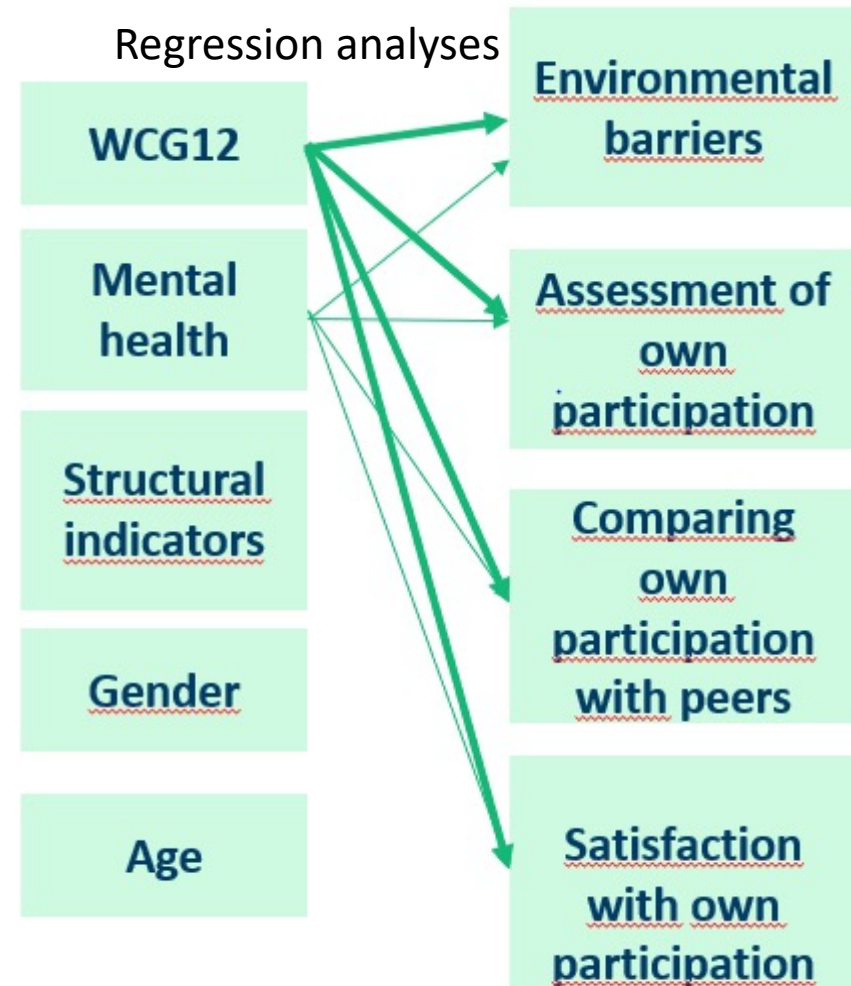 Regression analyses
WCG12
Mental
health
Structural
indicators
Gender
Age
Environmental
barriers
Assessment of
own
participation
Comparing
own
participation
with peers
Satisfaction
with own
participation